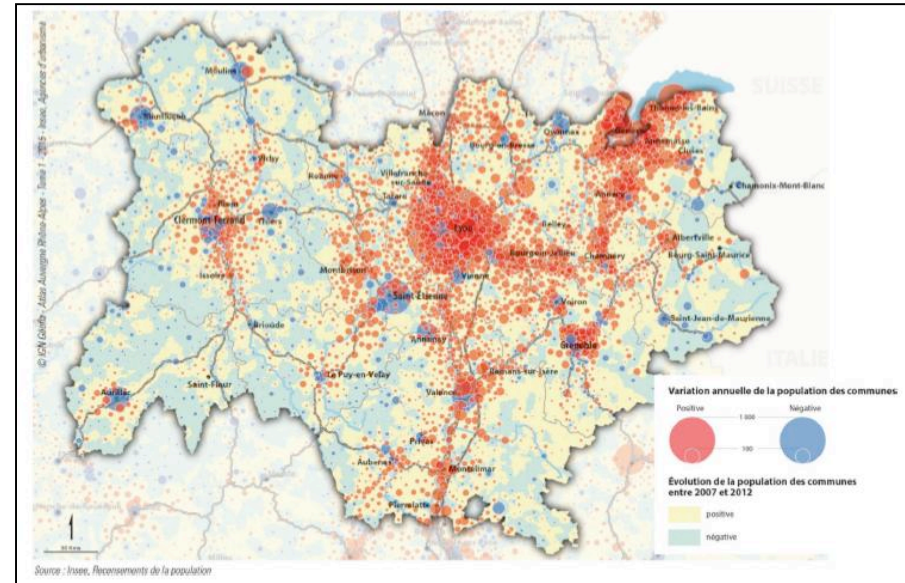 Moulins
SUISSE
Montluçon
Mâcon
Thonon-les-Bains
Oyonnax
Genève
Bourg-en-Bresse
Annemasse
Vichy
Cluses
Roanne
Villefranche-
sur-Saône
Chamonix-Mont-Blanc
Riom
Tarare
Annecy
Clermont-Ferrand
Thiers
Lyon
Belley
Albertville
Montbrison
Bourgoin-Jallieu
Chambéry
Bourg-Saint-Maurice
Issoire
Vienne
Saint-Étienne
Voiron
Saint-Jean-de-Maurienne
Brioude
Annonay
Grenoble
ITALIE
Saint-Flour
Le Puy-en-Velay
Romans-sur-Isère
Aurillac
Valence
Privas
Aubenas
Montélimar
Pierrelatte
Variation annuelle de la population des communes
Positive
Négative
1 000
100
Évolution de la population des communes
entre 2007 et 2012
positive
négative
Source : Insee, Recensements de la population